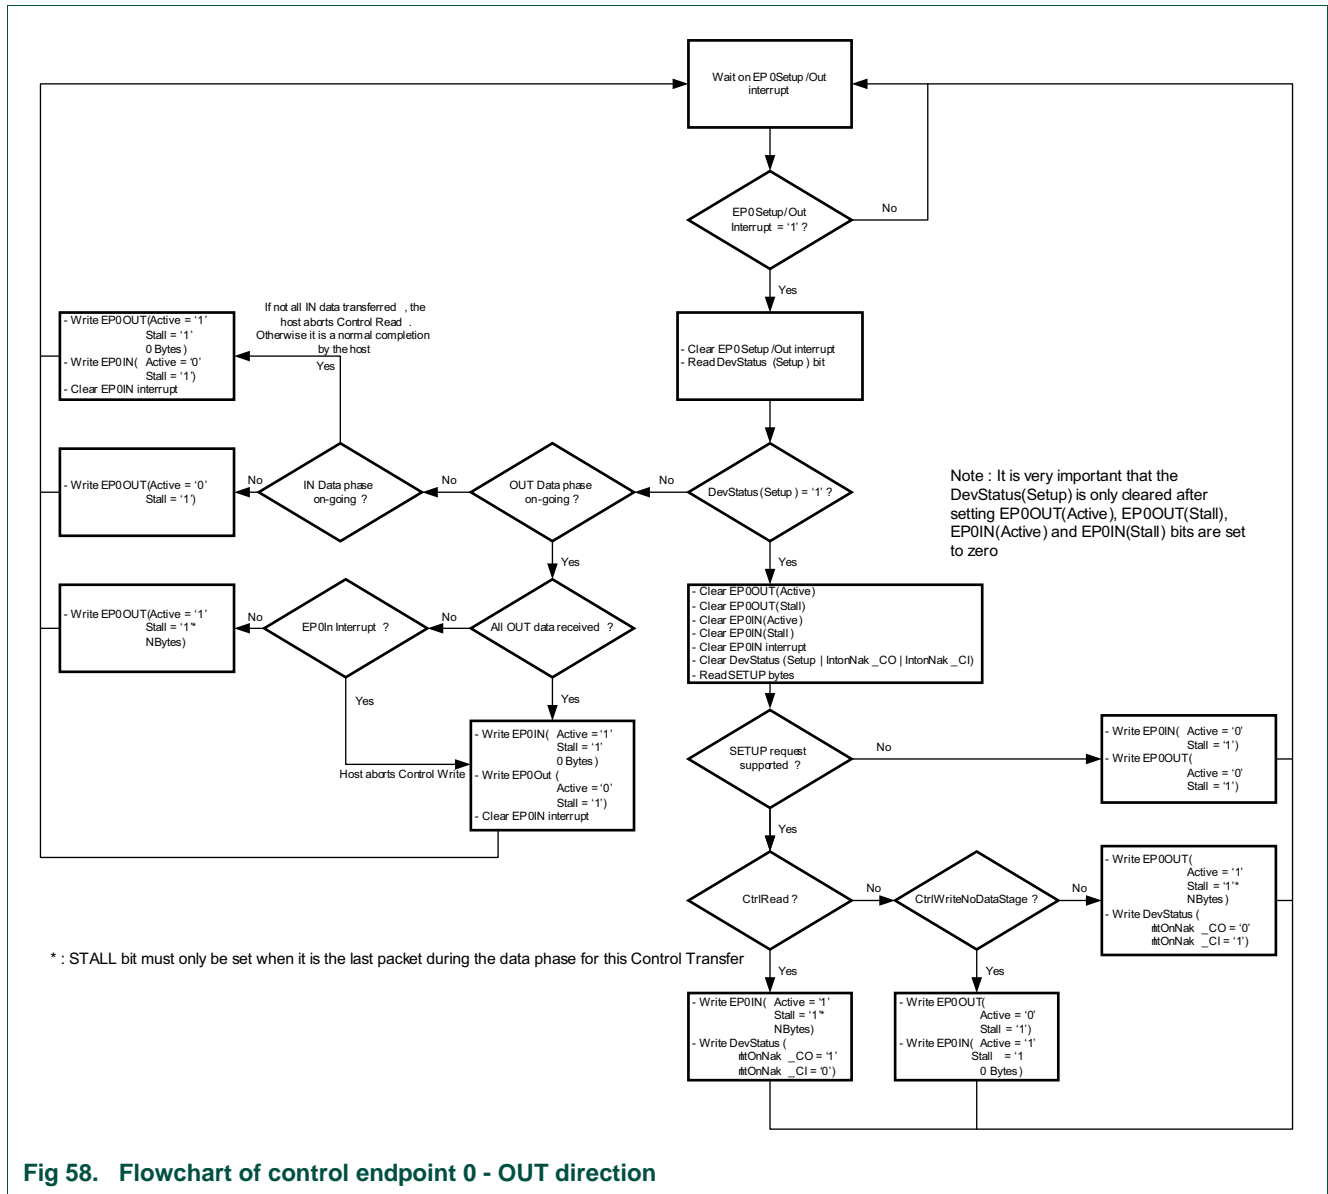 Wait on EP0Setup/Out
interrupt
EP0Setup/Out
Interrupt = ‘1’ ?
No
Yes
- Clear EP0Setup/Out interrupt
- Read DevStatus (Setup) bit
If not all IN data transferred , the
host aborts Control Read .
Otherwise it is a normal completion
by the host
Yes
- Write EP0OUT(Active = ‘1’
Stall = ‘1’
0 Bytes)
- Write EP0IN( Active = ‘0’
Stall = ‘1’)
- Clear EP0IN interrupt
DevStatus (Setup) = ‘1’ ?
No
OUT Data phase
on-going ?
No
IN Data phase
on-going ?
No
- Write EP0OUT(Active = ‘0’
Stall = ‘1’)
Note : It is very important that the
DevStatus(Setup) is only cleared after
setting EP0OUT(Active), EP0OUT(Stall),
EP0IN(Active) and EP0IN(Stall) bits are set
to zero
Yes
Yes
- Write EP0OUT(Active = ‘1’
Stall = ‘1’*
NBytes)
No
EP0In Interrupt ?
No
All OUT data received ?
- Clear EP0OUT(Active)
- Clear EP0OUT(Stall)
- Clear EP0IN(Active)
- Clear EP0IN(Stall)
- Clear EP0IN interrupt
- Clear DevStatus (Setup | IntonNak _CO | IntonNak _CI)
- Read SETUP bytes
Yes
Yes
Host aborts Control Write
- Write EP0IN( Active = ‘1’
Stall = ‘1’
0 Bytes)
- Write EP0Out (
Active = ‘0’
Stall = ‘1’)
- Clear EP0IN interrupt
SETUP request
supported ?
No
- Write EP0IN( Active = ‘0’
Stall = ‘1’)
- Write EP0OUT(
Active = ‘0’
Stall = ‘1’)
Yes
CtrlRead ?
No
CtrlWriteNoDataStage ?
No
- Write EP0OUT(
Active = ‘1’
Stall = ‘1’*
NBytes)
- Write DevStatus (
IntOnNak _CO = ‘0’
IntOnNak _CI = ‘1’)
* : STALL bit must only be set when it is the last packet during the data phase for this Control Transfer
Yes
Yes
- Write EP0IN( Active = ‘1’
Stall = ‘1’*
NBytes)
- Write DevStatus (
IntOnNak _CO = ‘1’
IntOnNak _CI = ‘0’)
- Write EP0OUT(
Active = ‘0’
Stall = ‘1’)
- Write EP0IN( Active = ‘1’
Stall = ‘1
0 Bytes)
Fig 58. Flowchart of control endpoint 0 - OUT direction